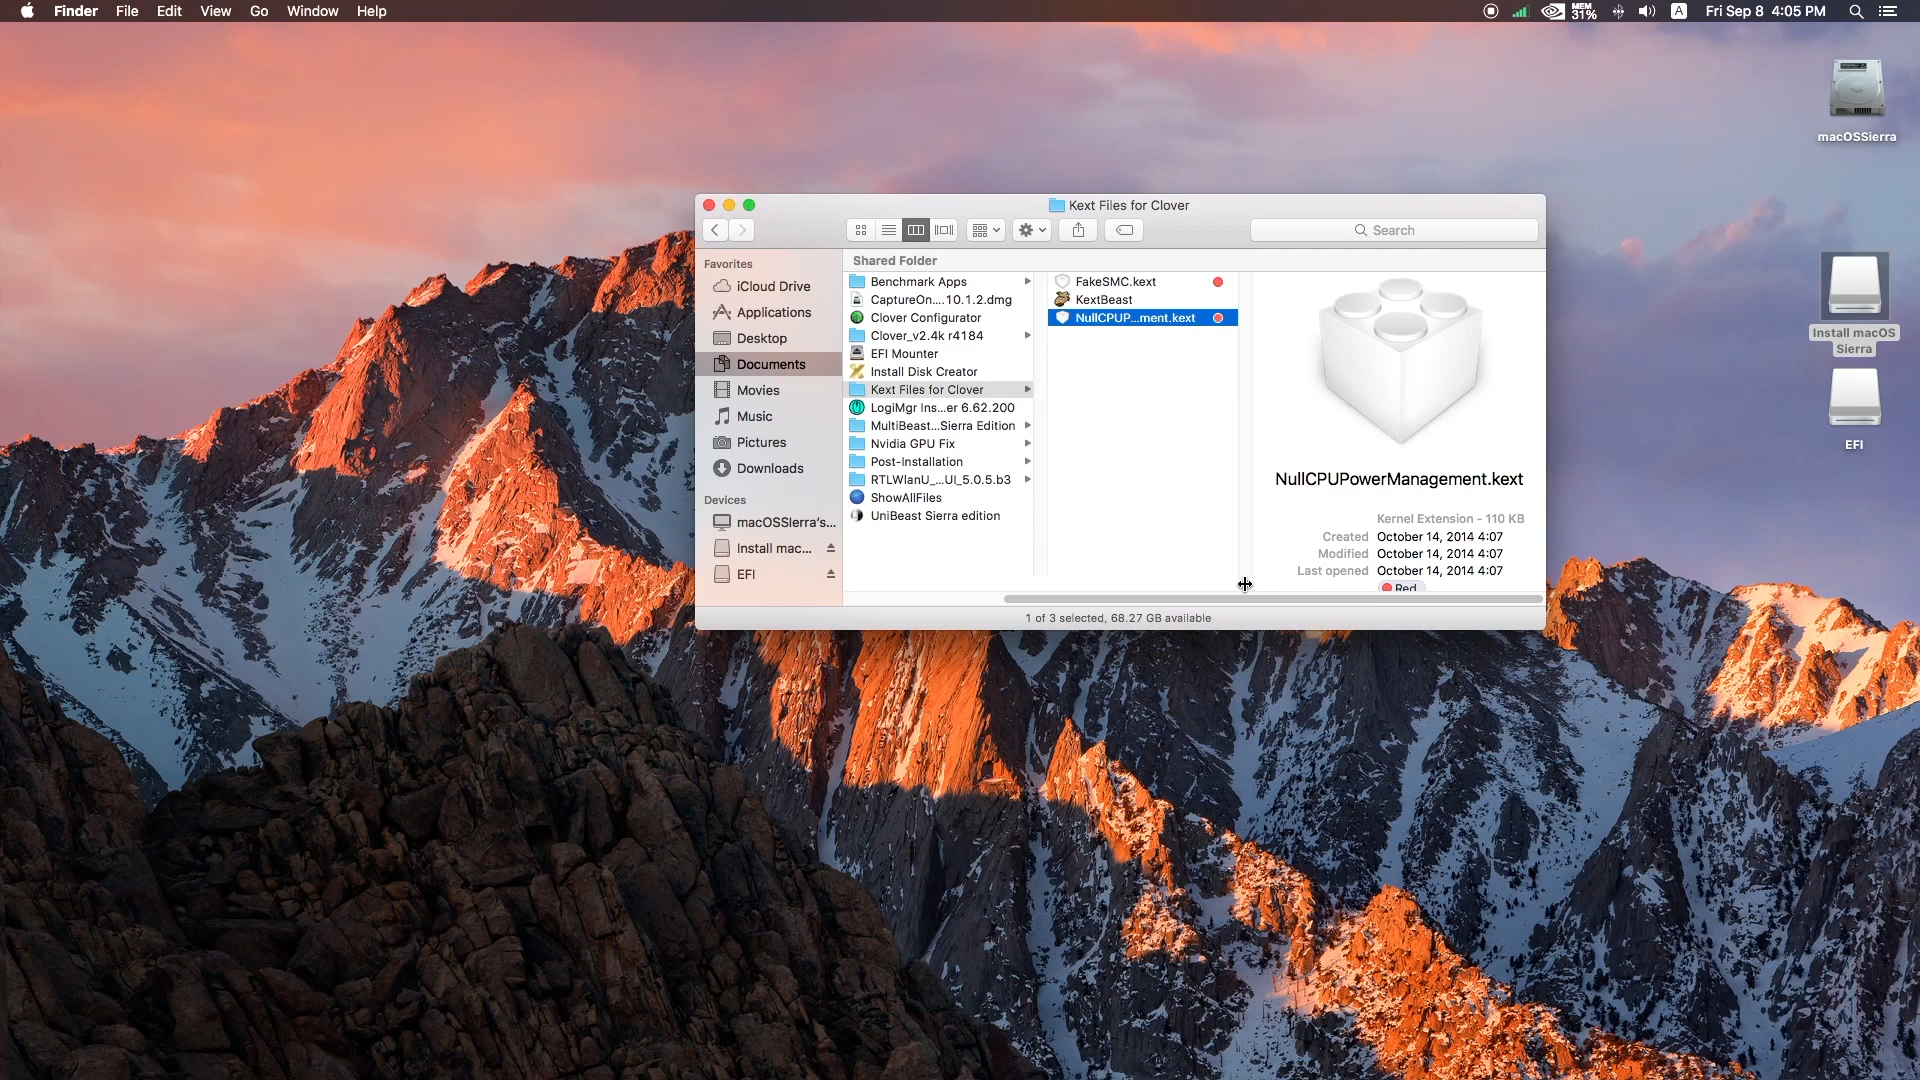 Finder File Edit View Go Window Help
MEM 31% A Fri Sep 8 4:05 PM
macOSSierra
Install macOS
Sierra
EFI
Kext Files for Clover
Search
Favorites
iCloud Drive
Applications
Desktop
Documents
Movies
Music
Pictures
Downloads
Devices
macOSSIerra's...
Install mac...
EFI
Shared Folder
Benchmark Apps
CaptureOn....10.1.2.dmg
Clover Configurator
Clover_v2.4k r4184
EFI Mounter
Install Disk Creator
Kext Files for Clover
LogiMgr Ins...er 6.62.200
MultiBeast...Sierra Edition
Nvidia GPU Fix
Post-Installation
RTLWlanU_...UI_5.0.5.b3
ShowAllFiles
UniBeast Sierra edition
FakeSMC.kext
KextBeast
NullCPUP...ment.kext
NullCPUPowerManagement.kext
Kernel Extension - 110 KB
Created October 14, 2014 4:07
Modified October 14, 2014 4:07
Last opened October 14, 2014 4:07
Red
1 of 3 selected, 68.27 GB available